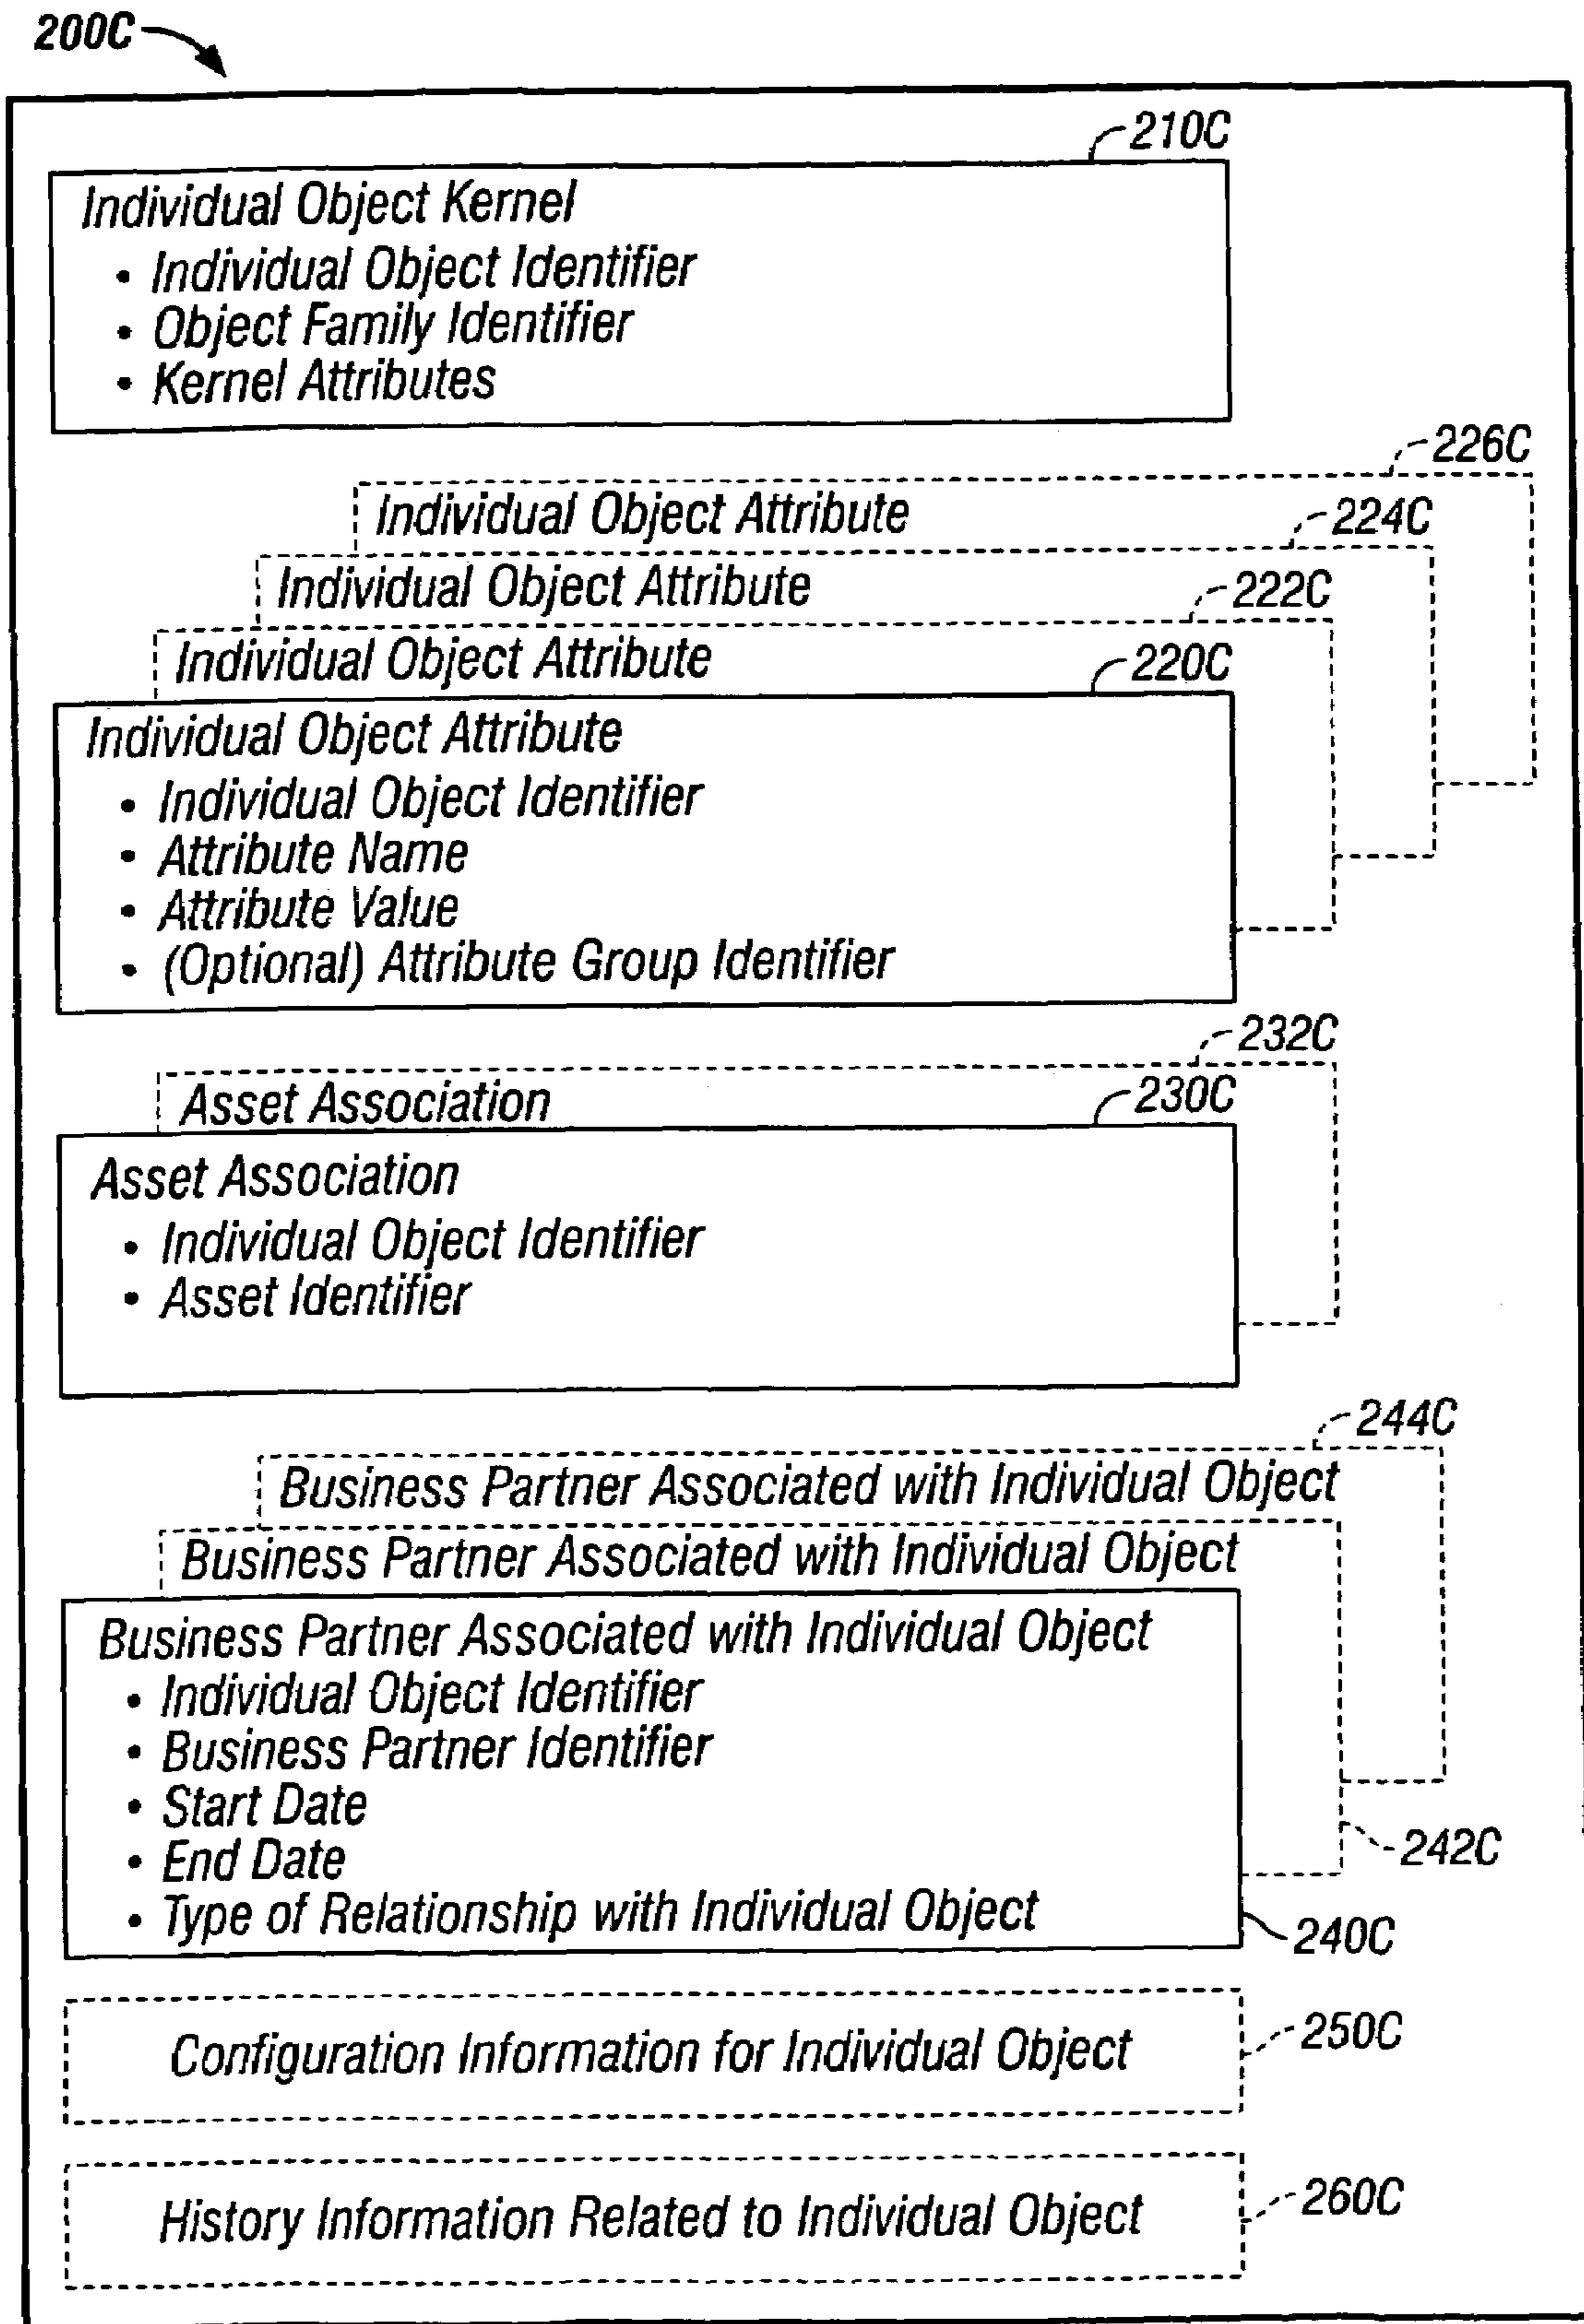 200C
210C
Individual Object Kernel
• Individual Object Identifier
• Object Family Identifier
• Kernel Attributes
226C
Individual Object Attribute
224C
Individual Object Attribute
222C
Individual Object Attribute
220C
Individual Object Attribute
• Individual Object Identifier
• Attribute Name
• Attribute Value
• (Optional) Attribute Group Identifier
232C
Asset Association
230C
Asset Association
• Individual Object Identifier
• Asset Identifier
244C
Business Partner Associated with Individual Object
Business Partner Associated with Individual Object
Business Partner Associated with Individual Object
• Individual Object Identifier
• Business Partner Identifier
• Start Date
• End Date
242C
• Type of Relationship with Individual Object
240C
Configuration Information for Individual Object
250C
History Information Related to Individual Object
260C